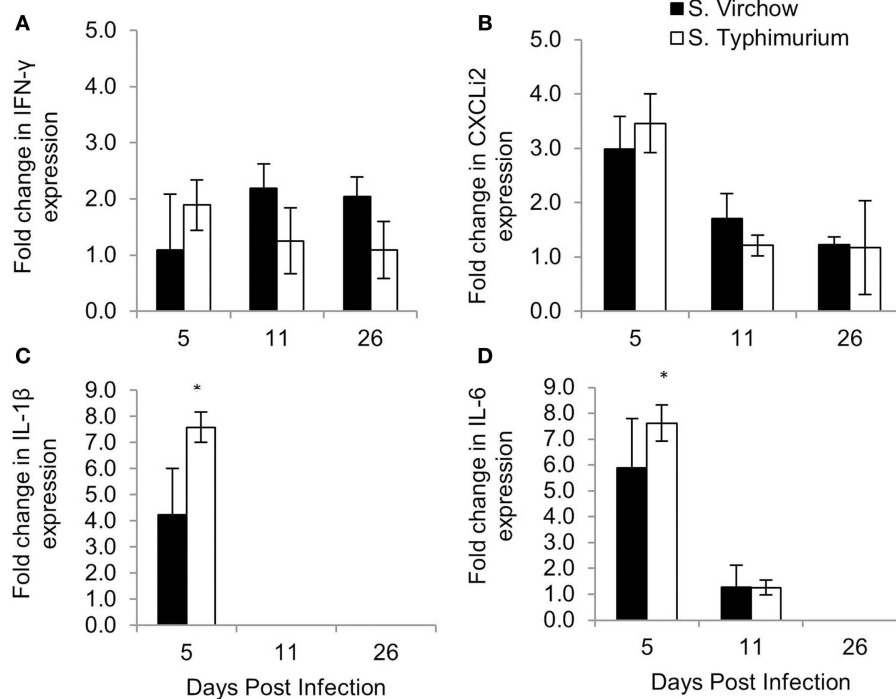 A
Fold change in IFN-γ
expression
5.0
4.0
3.0
2.0
1.0
0.0
5 11 26
B
S. Virchow
S. Typhimurium
Fold change in CXCLi2
expression
5.0
4.0
3.0
2.0
1.0
0.0
5 11 26
C
Fold change in IL-1β
expression
9.0
8.0
7.0
6.0
5.0
4.0
3.0
2.0
1.0
0.0
*
5 11 26
Days Post Infection
D
Fold change in IL-6
expression
9.0
8.0
7.0
6.0
5.0
4.0
3.0
2.0
1.0
0.0
*
5 11 26
Days Post Infection